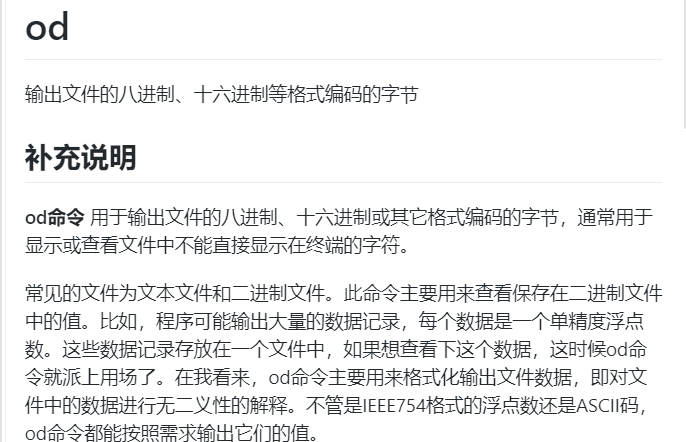 od
输出文件的八进制、十六进制等格式编码的字节
补充说明
od命令 用于输出文件的八进制、十六进制或其它格式编码的字节，通常用于
显示或查看文件中不能直接显示在终端的字符。
常见的文件为文本文件和二进制文件。此命令主要用来查看保存在二进制文件
中的值。比如，程序可能输出大量的数据记录，每个数据是一个单精度浮点
数。这些数据记录存放在一个文件中，如果想查看下这个数据，这时候od命
令就派上用场了。在我看来，od命令主要用来格式化输出文件数据，即对文
件中的数据进行无二义性的解释。不管是IEEE754格式的浮点数还是ASCII码，
od命令都能按照需求输出它们的值。